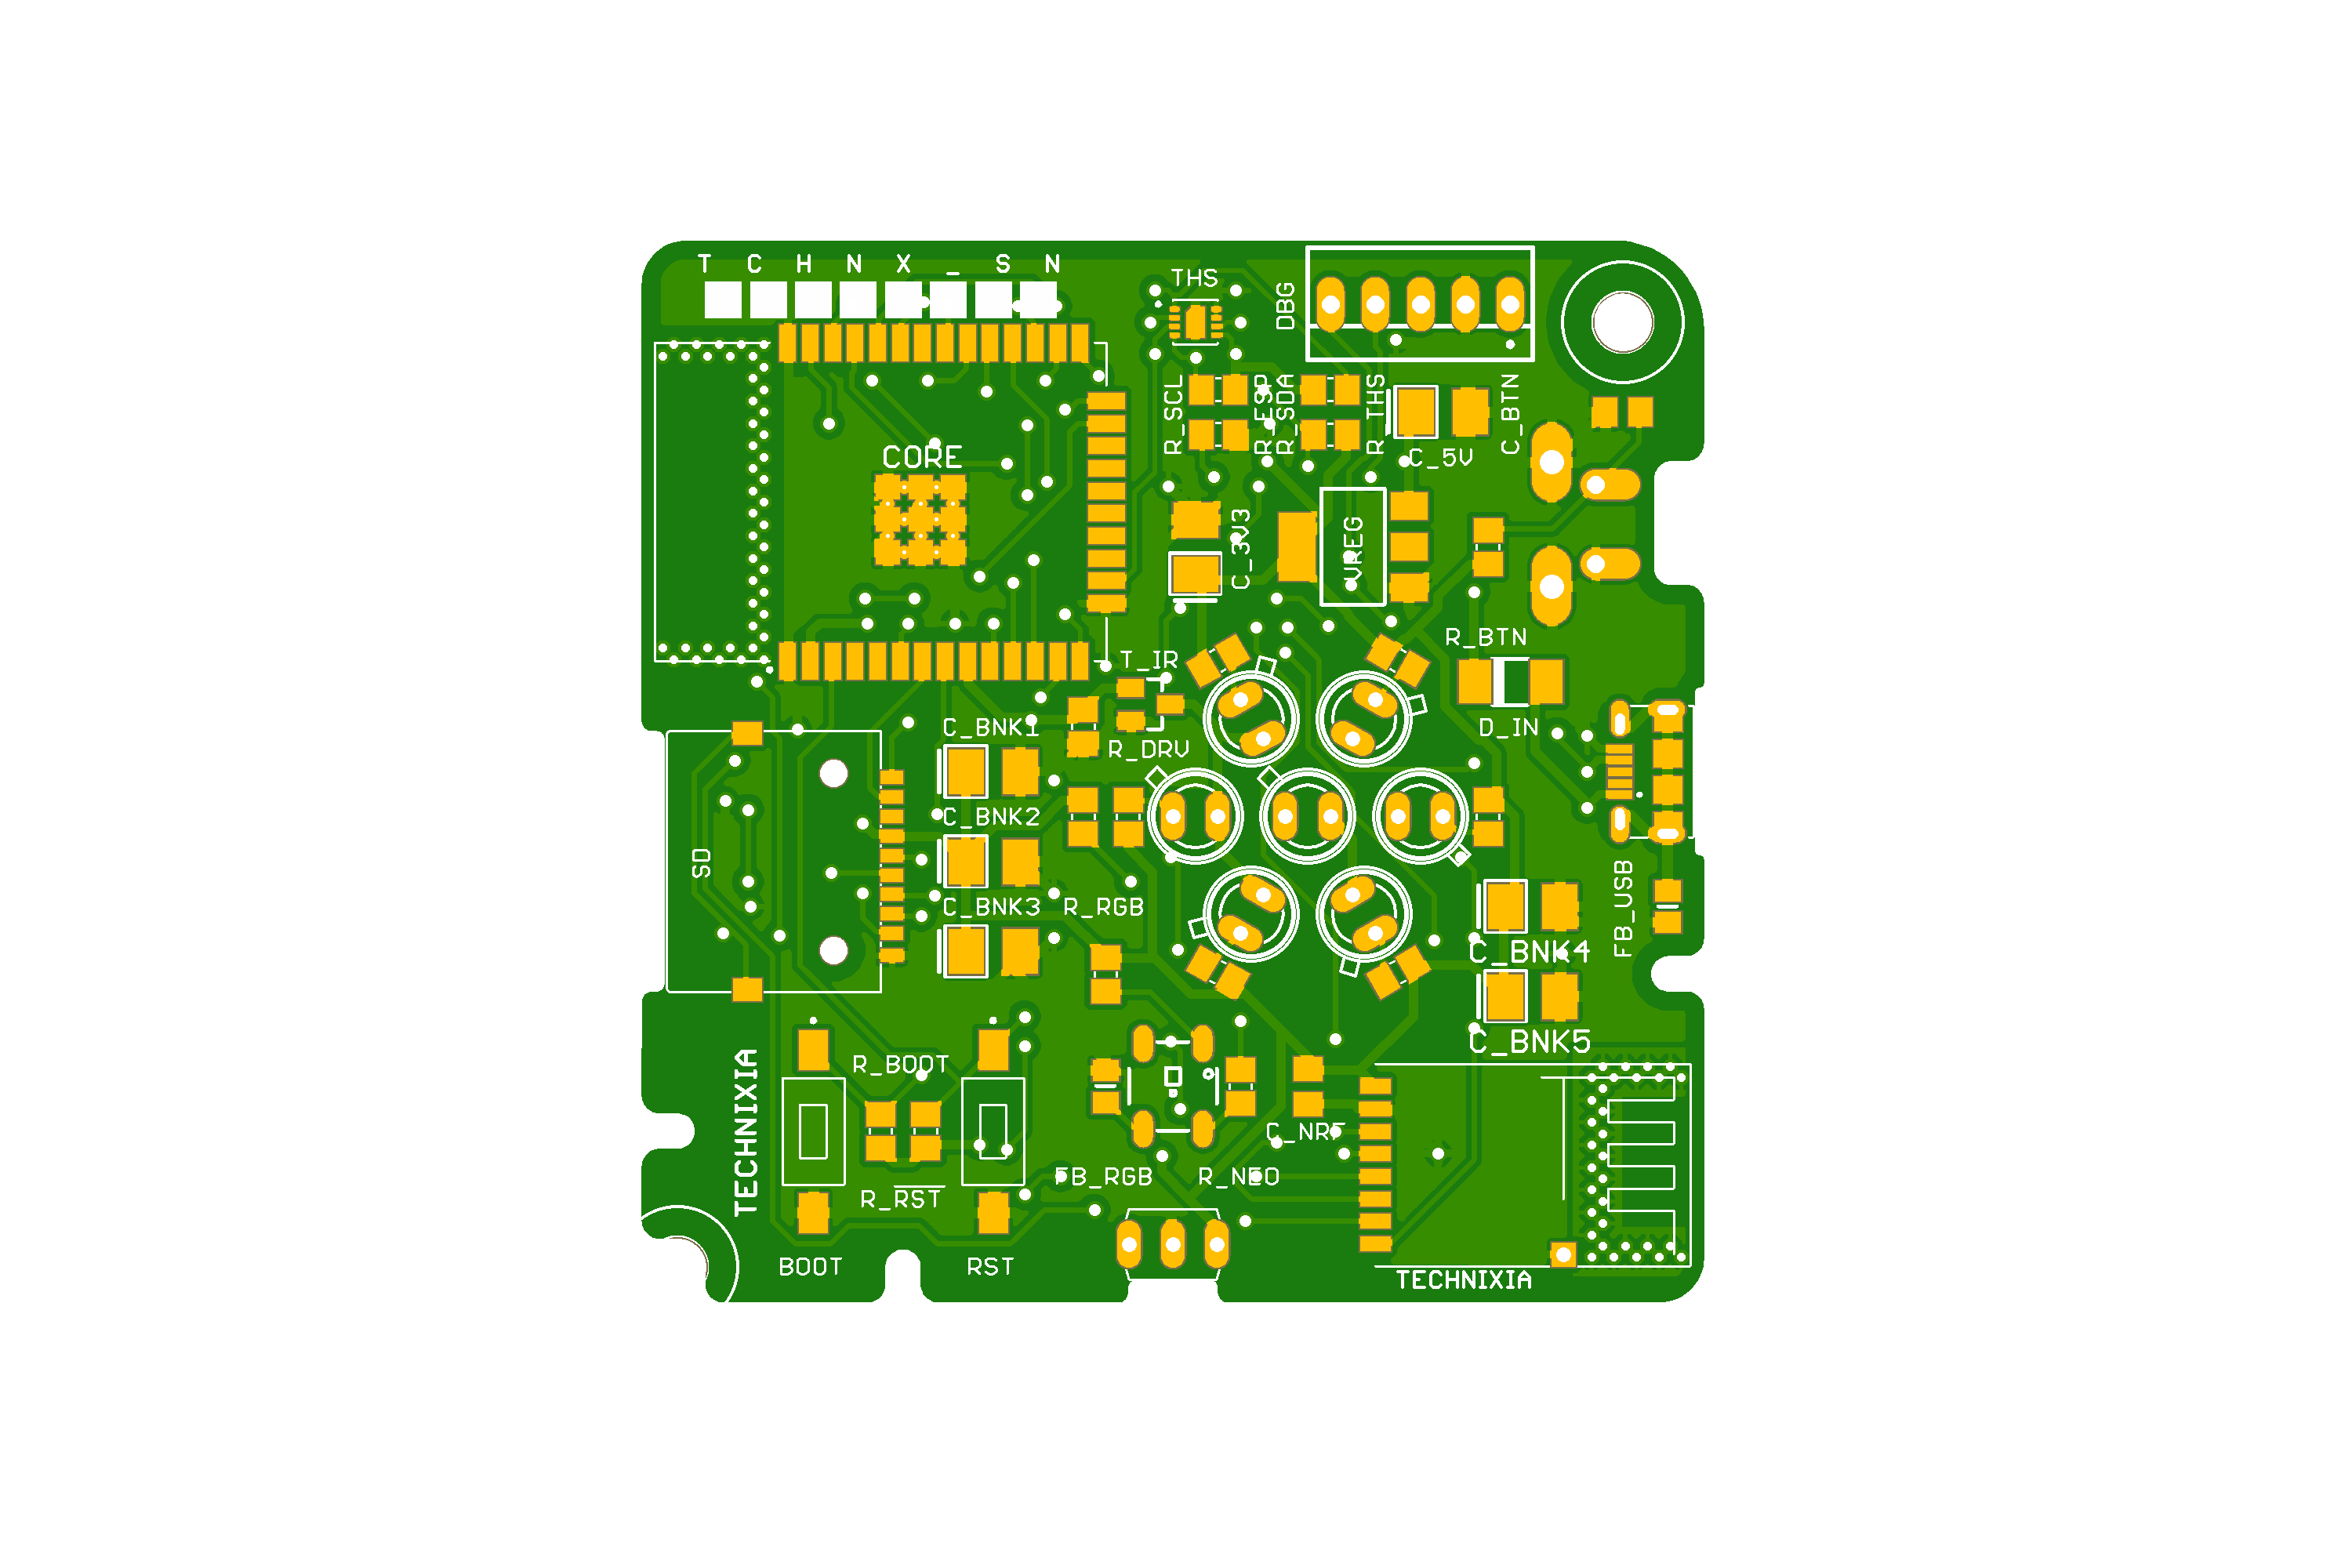 T C H N X _ S N
THS
DBG
R_SCL
R_ESP
R_SDA
R_THS
C_BTN
C_5V
CORE
C_3V3
VREG
R_BTN
T_IR
D_IN
C_BNK1
R_DRV
C_BNK2
SD
C_BNK3
R_RGB
FB_USB
C_BNK4
C_BNK5
R_BOOT
TECHNIXIA
C_NRF
FB_RGB
R_NEO
R_RST
BOOT
RST
TECHNIXIA